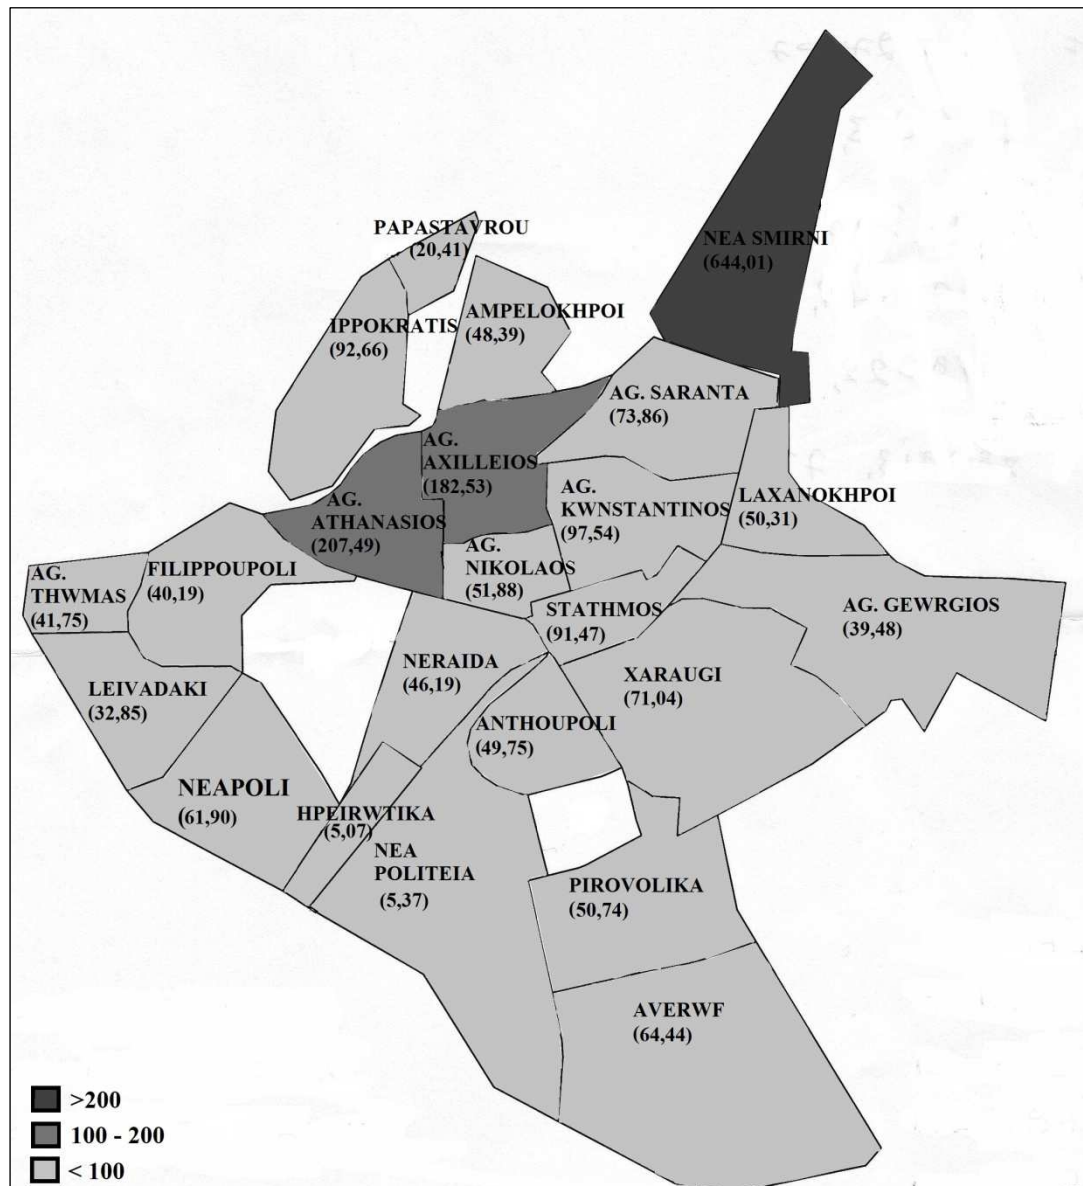 NEA SMIRNI
(644,01)
PAPASTAVROU
(20,41)
IPPOKRATIS
(92,66)
AMPELOKHPOI
(48,39)
AG. SARANTA
(73,86)
AG.
AXILLEIOS
(182,53)
AG.
ATHANASIOS
(207,49)
AG.
KWNSTANTINOS
(97,54)
LAXANOKHPOI
(50,31)
AG.
NIKOLAOS
(51,88)
FILIPPOUPOLI
(40,19)
AG.
THWMAS
(41,75)
STATHMOS
(91,47)
AG. GEWRGIOS
(39,48)
LEIVADAKI
(32,85)
NERAIDA
(46,19)
XARAUGI
(71,04)
ANTHOUPOLI
(49,75)
NEAPOLI
(61,90)
HPEIRWTIKA
(5,07)
NEA
POLITEIA
(5,37)
PIROVOLIKA
(50,74)
AVERWF
(64,44)
>200
100 - 200
< 100